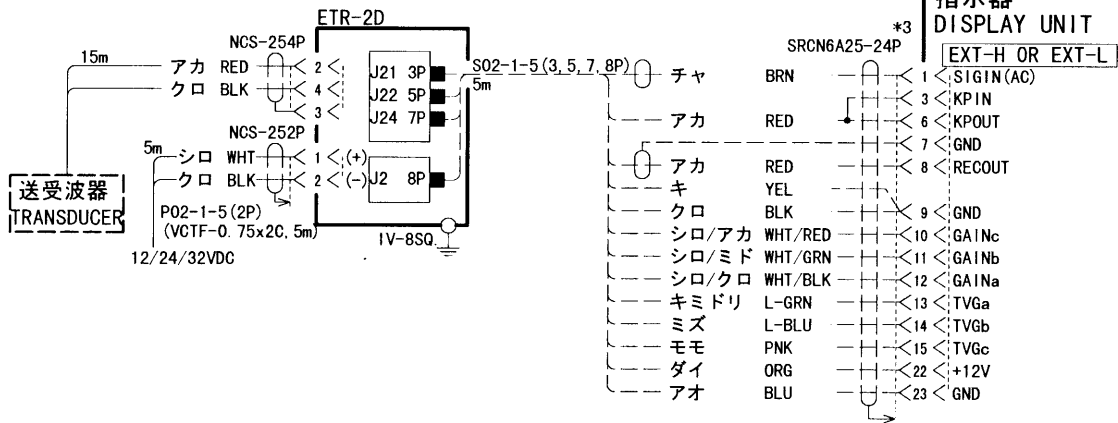 指示器
DISPLAY UNIT
*3
EXT-H OR EXT-L
ETR-2D
NCS-254P
SRCN6A25-24P
15m
アカ RED 2
クロ BLK 4
3
J21 3P
J22 5P
J24 7P
J2 8P
S02-1-5(3,5,7,8P)
5m
NCS-252P
5m
シロ WHT 1 (+)
クロ BLK 2 (-)
送受波器
TRANSDUCER
P02-1-5(2P)
(VCTF-0.75x2C, 5m)
12/24/32VDC
IV-8SQ.
チャ BRN 1 SIGIN(AC)
3 KPIN
アカ RED 6 KPOUT
7 GND
アカ RED 8 RECOUT
キ YEL
クロ BLK 9 GND
シロ/アカ WHT/RED 10 GAINc
シロ/ミド WHT/GRN 11 GAINb
シロ/クロ WHT/BLK 12 GAINa
キミドリ L-GRN 13 TVGa
ミズ L-BLU 14 TVGb
モモ PNK 15 TVGc
ダイ ORG 22 +12V
アオ BLU 23 GND